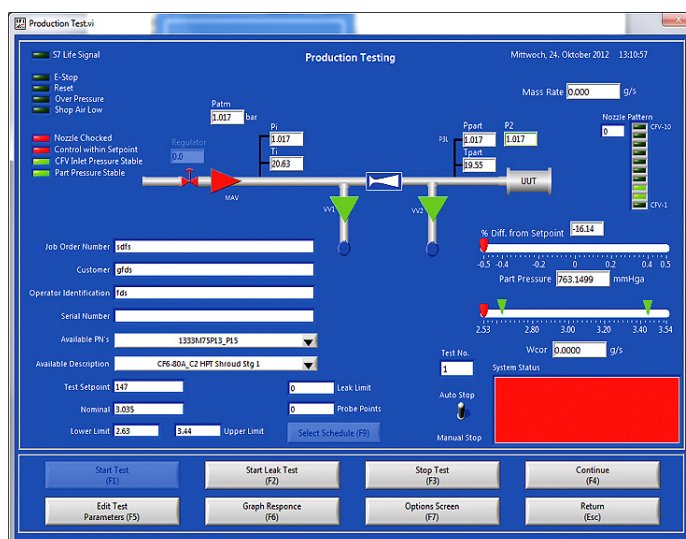 Production Test.vi
S7 Life Signal
Production Testing
Mittwoch, 24. Oktober 2012 13:10:57
E-Stop
Reset
Over Pressure
Shop Air Low
Mass Rate 0.000 g/s
Patm
1.017 bar
Nozzle Chocked
Control within Setpoint
CFV Inlet Pressure Stable
Part Pressure Stable
Regulator
0.0
Pi
1.017
Ti
20.63
P3L
Ppart
1.017
P2
1.017
Tpart
19.55
Nozzle Pattern
0
CFV-10
CFV-1
MAV
UUT
VV1
VV2
Job Order Number sdfs
Customer gfds
Operator Identification fds
Serial Number
Available PN's 1333M75P13_P15
Available Description CF6-80A_C2 HPT Shroud Stg 1
Test Setpoint 147
0 Leak Limit
Nominal 3.035
0 Probe Points
Lower Limit 2.63 3.44 Upper Limit
Select Schedule (F9)
% Diff. from Setpoint -16.14
-0.5 -0.4 -0.2 0 0.2 0.4 0.5
Part Pressure 763.1499 mmHga
2.53 2.80 3.00 3.20 3.40 3.54
Wcor 0.0000 g/s
Test No.
1
System Status
Auto Stop
Manual Stop
Start Test
(F1)
Start Leak Test
(F2)
Stop Test
(F3)
Continue
(F4)
Edit Test
Parameters (F5)
Graph Responce
(F6)
Options Screen
(F7)
Return
(Esc)